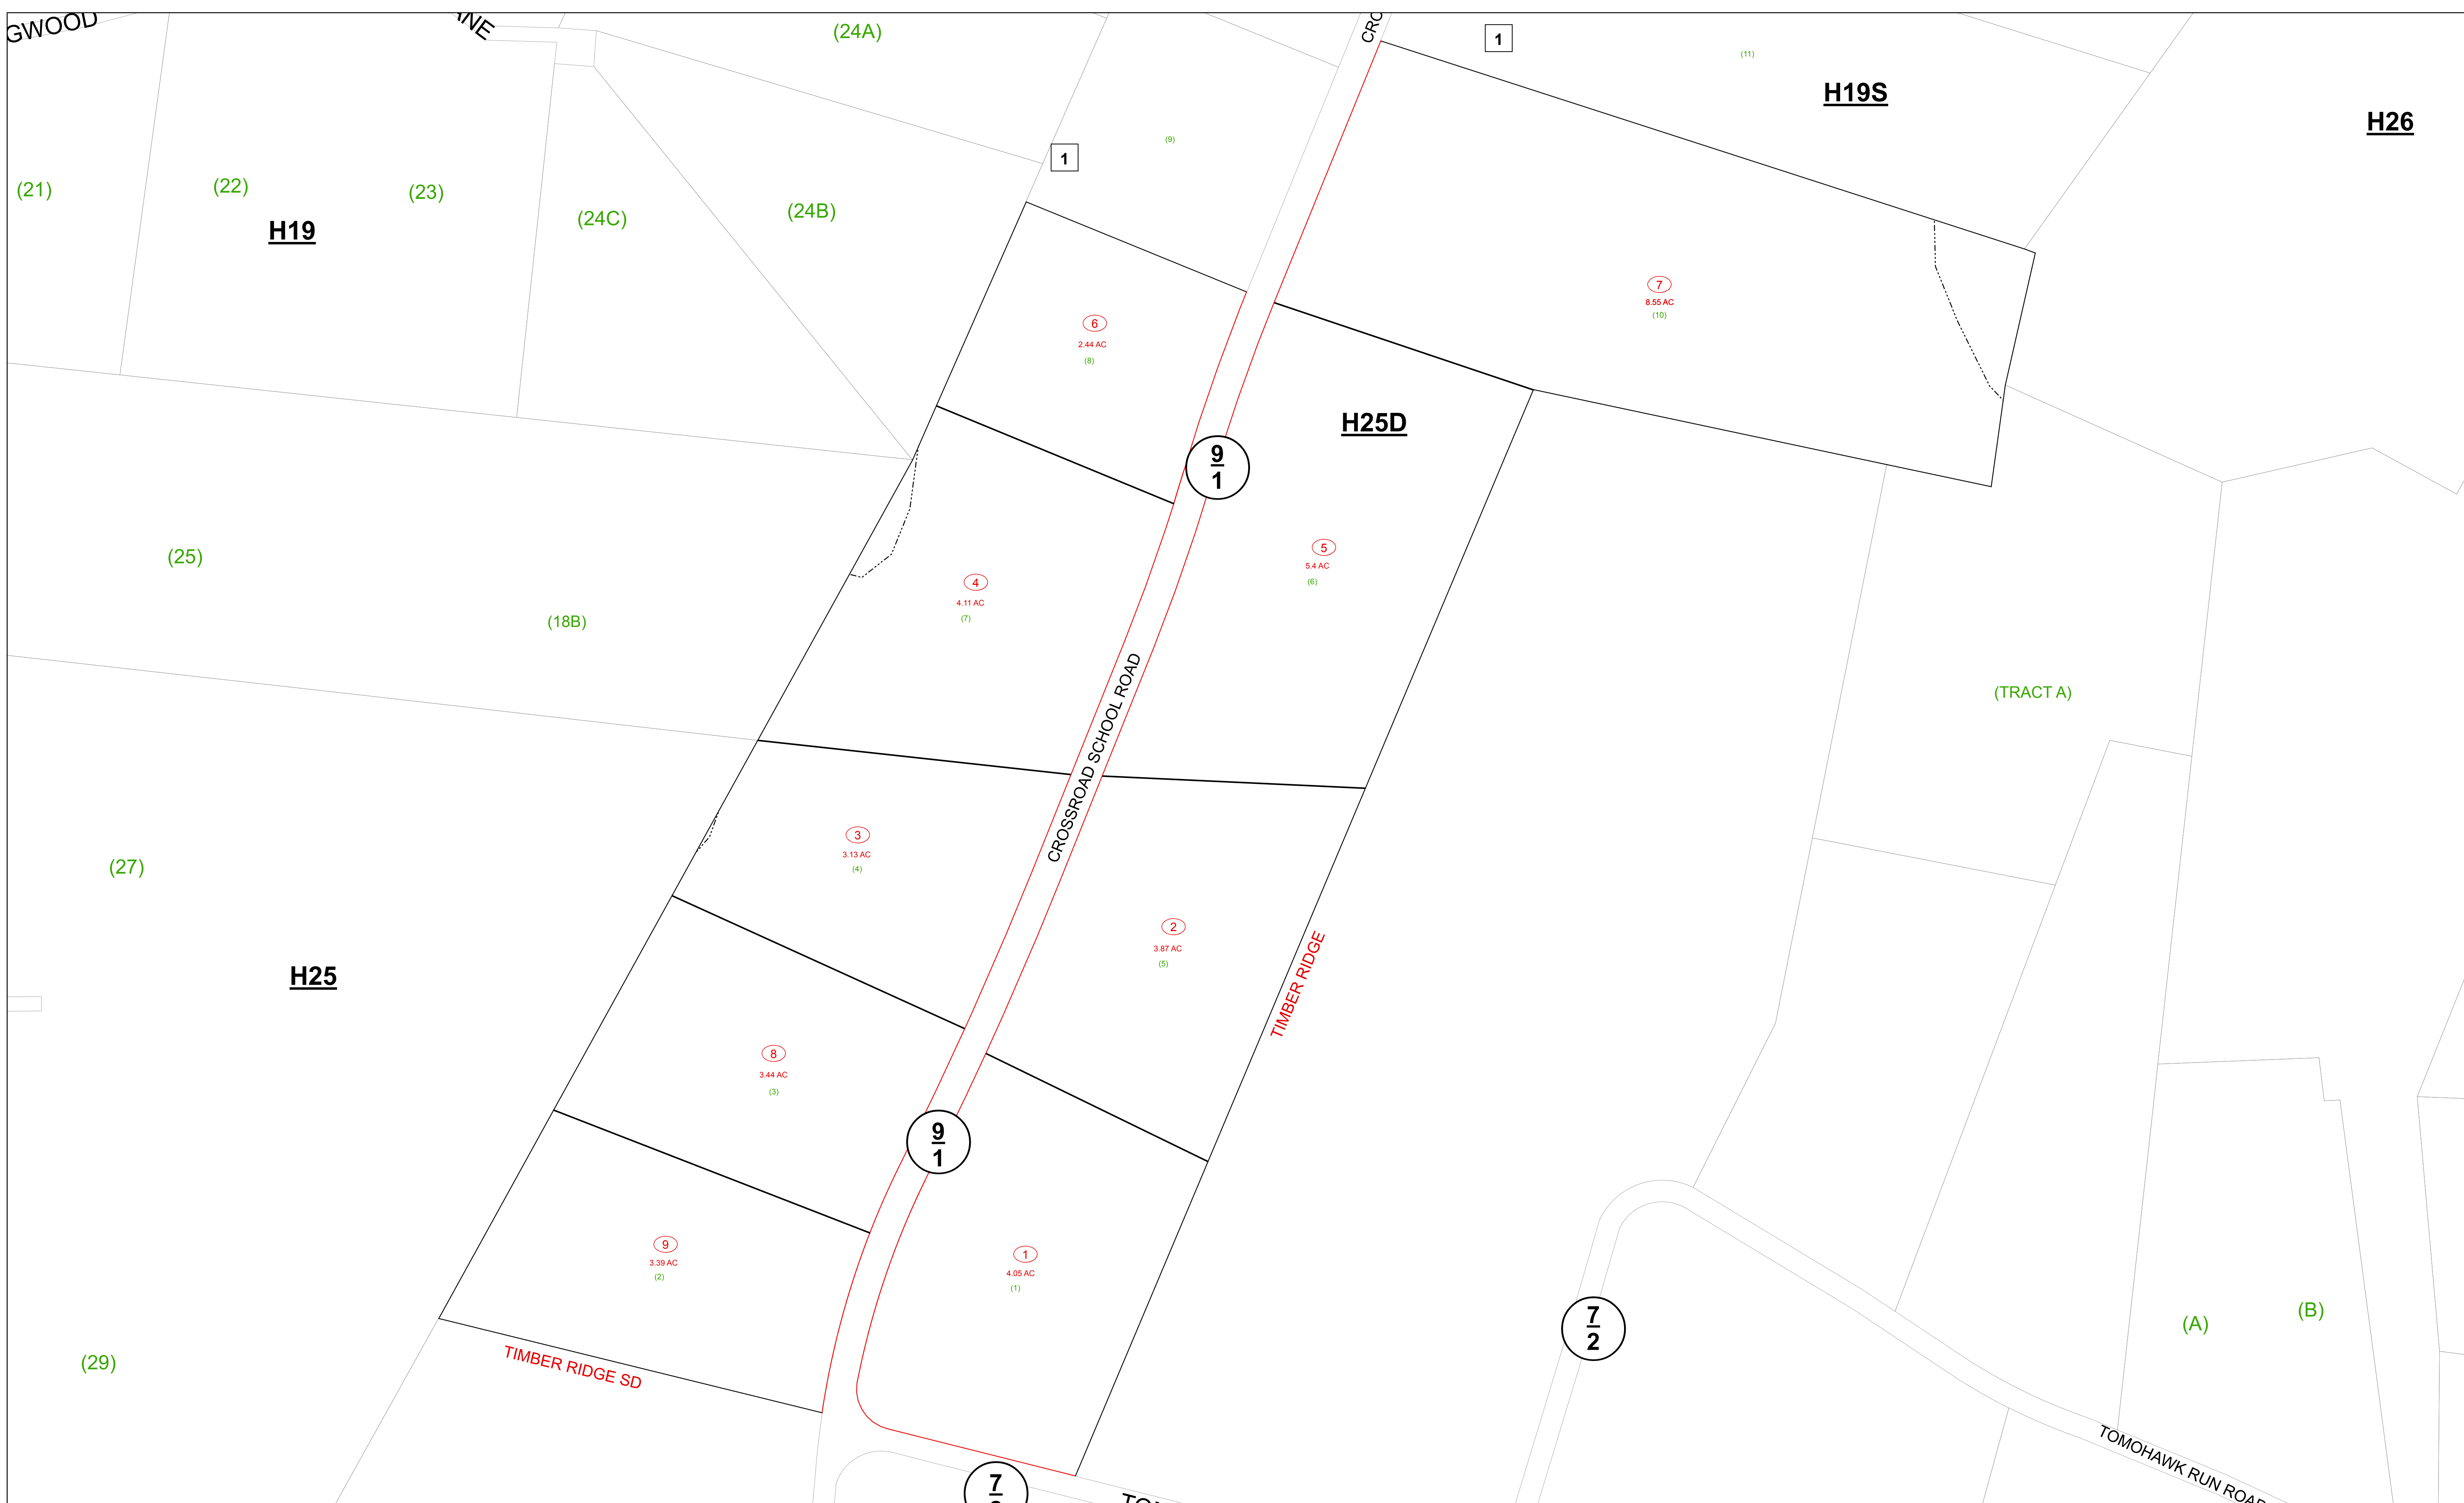 GWOOD
ANE
(24A)
CRO
1
(11)
H19S
H26
1
(9)
(21)
(22)
(23)
(24C)
(24B)
H19
7
8.55 AC
(10)
6
2.44 AC
(8)
H25D
9
1
5
5.4 AC
(6)
(25)
4
4.11 AC
(7)
(18B)
CROSSROAD SCHOOL ROAD
(TRACT A)
3
3.13 AC
(4)
(27)
2
3.87 AC
(5)
TIMBER RIDGE
H25
8
3.44 AC
(3)
9
1
9
3.39 AC
(2)
1
4.05 AC
(1)
7
2
(A)
(B)
(29)
TIMBER RIDGE SD
TOMOHAWK RUN ROAD
7